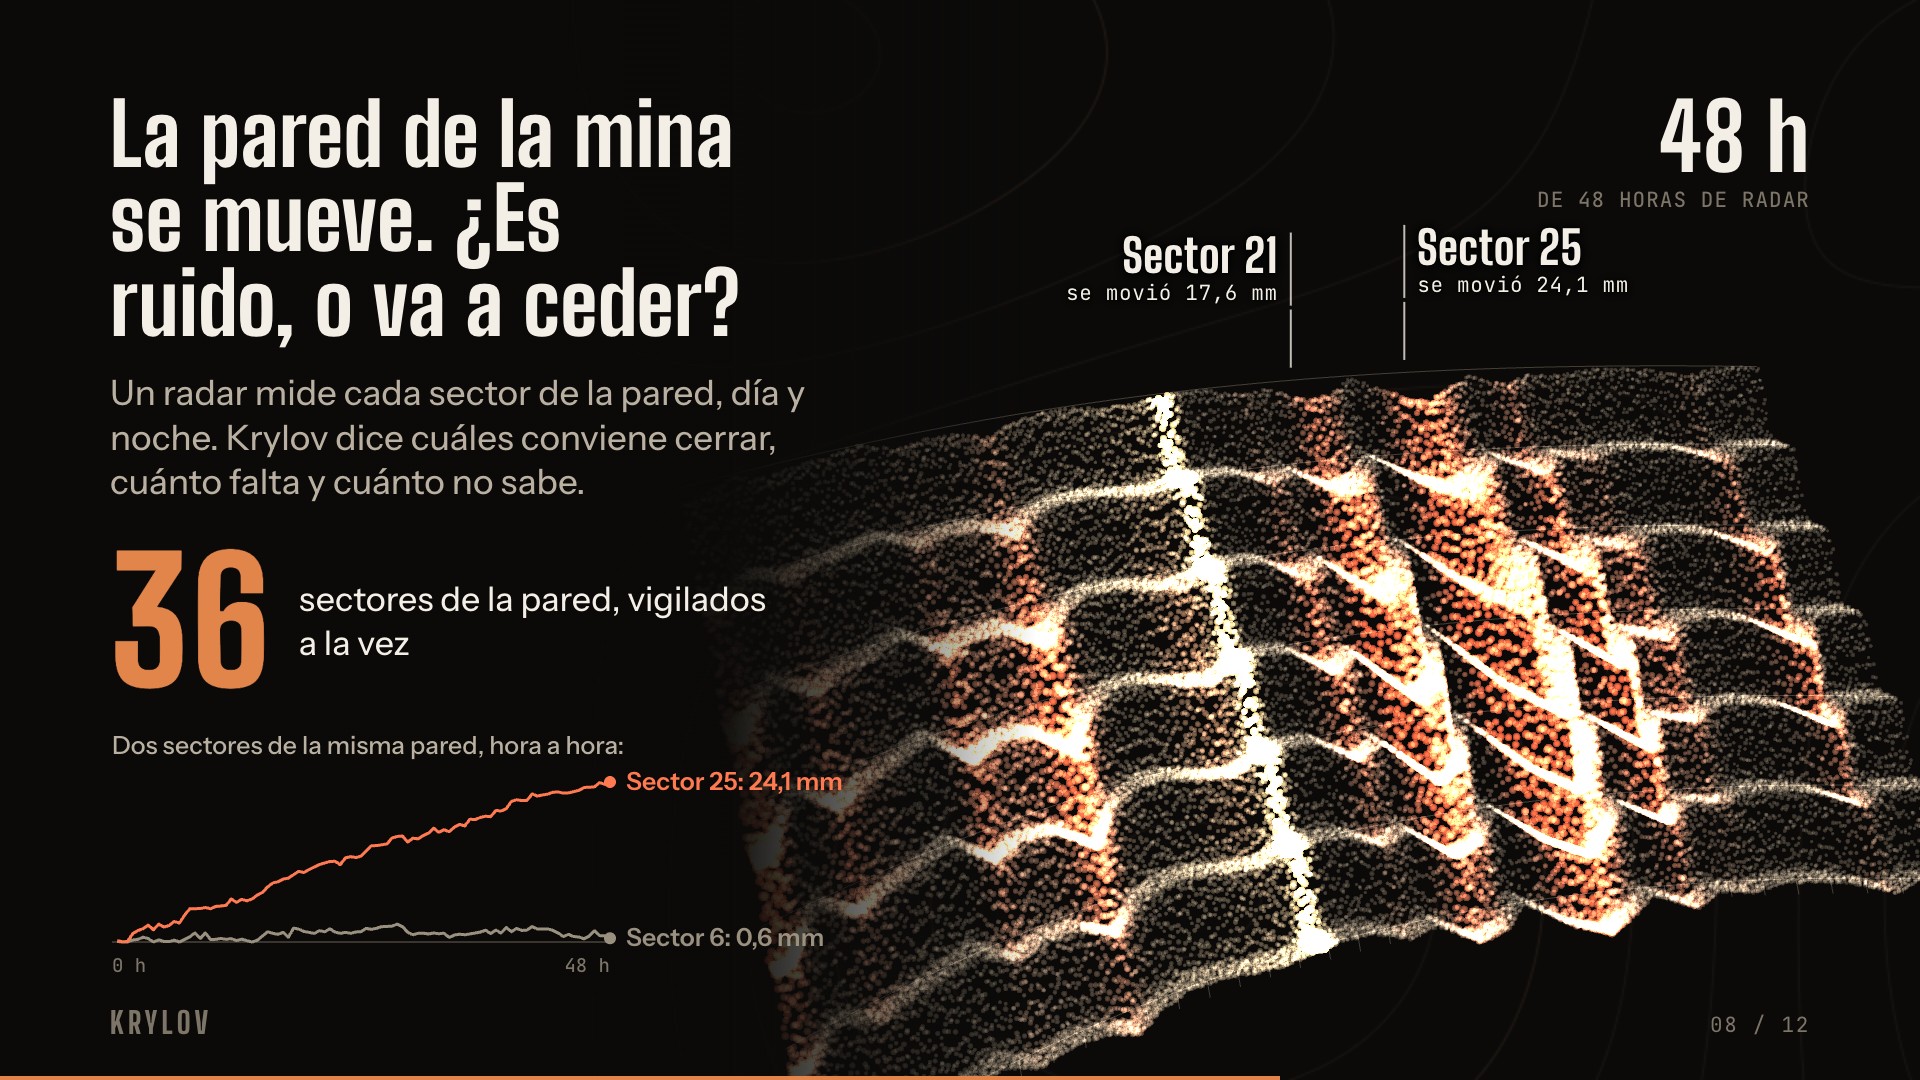 La pared de la mina
se mueve. ¿Es
ruido, o va a ceder?
Un radar mide cada sector de la pared, día y
noche. Krylov dice cuáles conviene cerrar,
cuánto falta y cuánto no sabe.
36
sectores de la pared, vigilados
a la vez
Dos sectores de la misma pared, hora a hora:
Sector 25: 24,1 mm
Sector 6: 0,6 mm
0 h
48 h
48 h
DE 48 HORAS DE RADAR
Sector 21
se movió 17,6 mm
Sector 25
se movió 24,1 mm
KRYLOV
08 / 12